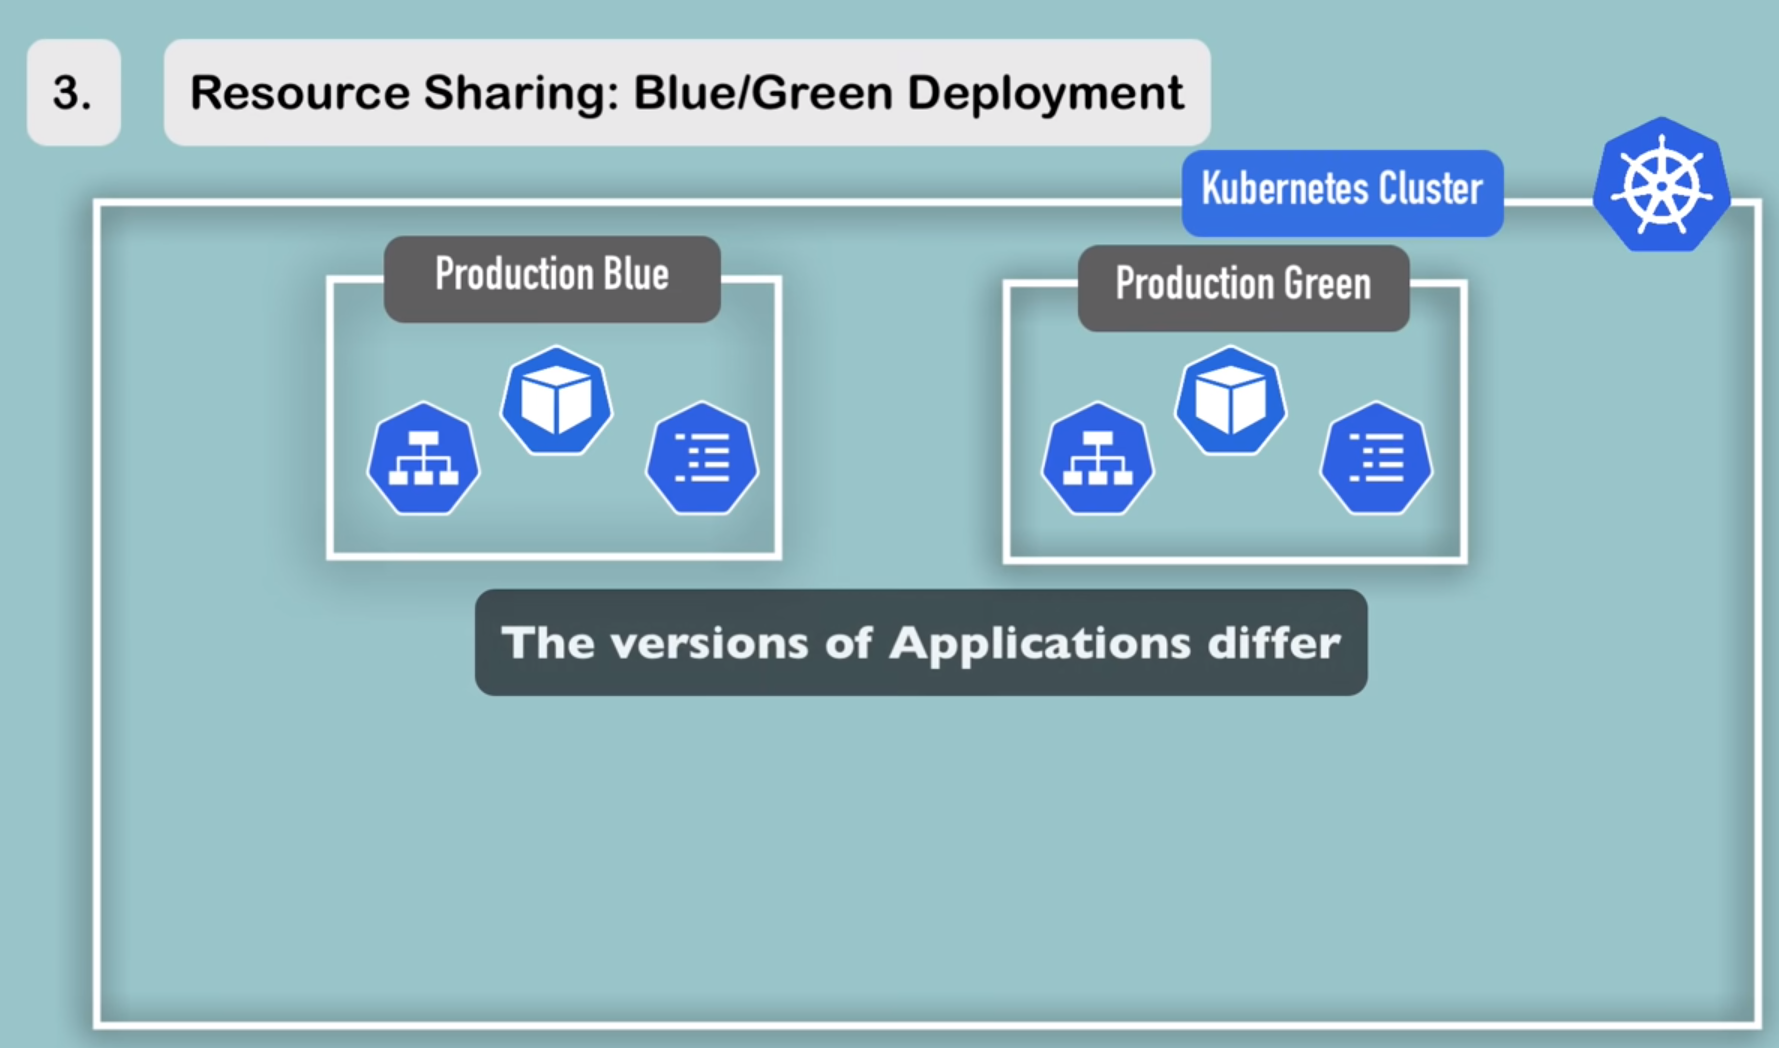 3.
Resource Sharing: Blue/Green Deployment
Kubernetes Cluster
Production Blue
Production Green
The versions of Applications differ